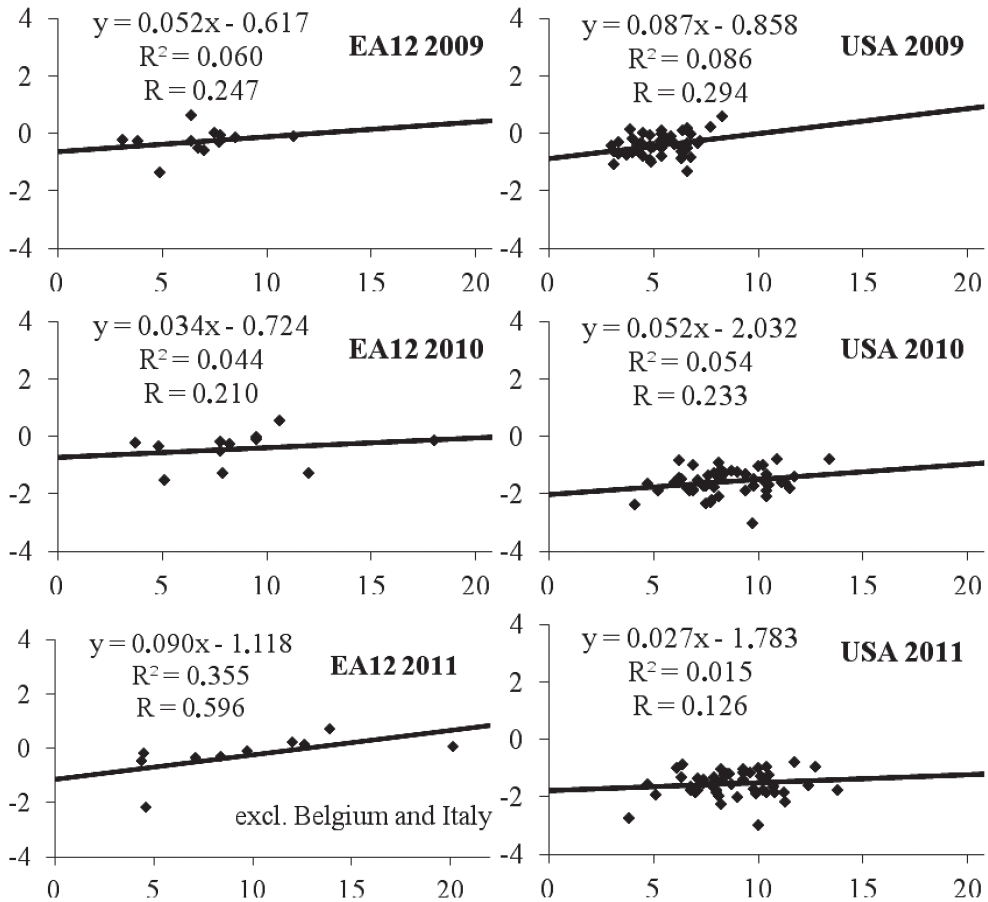 y = 0.052x - 0.617
R² = 0.060
R = 0.247
EA12 2009
4
2
0
-2
-4
0 5 10 15 20
y = 0.087x - 0.858
R² = 0.086
R = 0.294
USA 2009
4
2
0
-2
-4
0 5 10 15 20
y = 0.034x - 0.724
R² = 0.044
R = 0.210
EA12 2010
4
2
0
-2
-4
0 5 10 15 20
y = 0.052x - 2.032
R² = 0.054
R = 0.233
USA 2010
4
2
0
-2
-4
0 5 10 15 20
y = 0.090x - 1.118
R² = 0.355
R = 0.596
EA12 2011
excl. Belgium and Italy
4
2
0
-2
-4
0 5 10 15 20
y = 0.027x - 1.783
R² = 0.015
R = 0.126
USA 2011
4
2
0
-2
-4
0 5 10 15 20